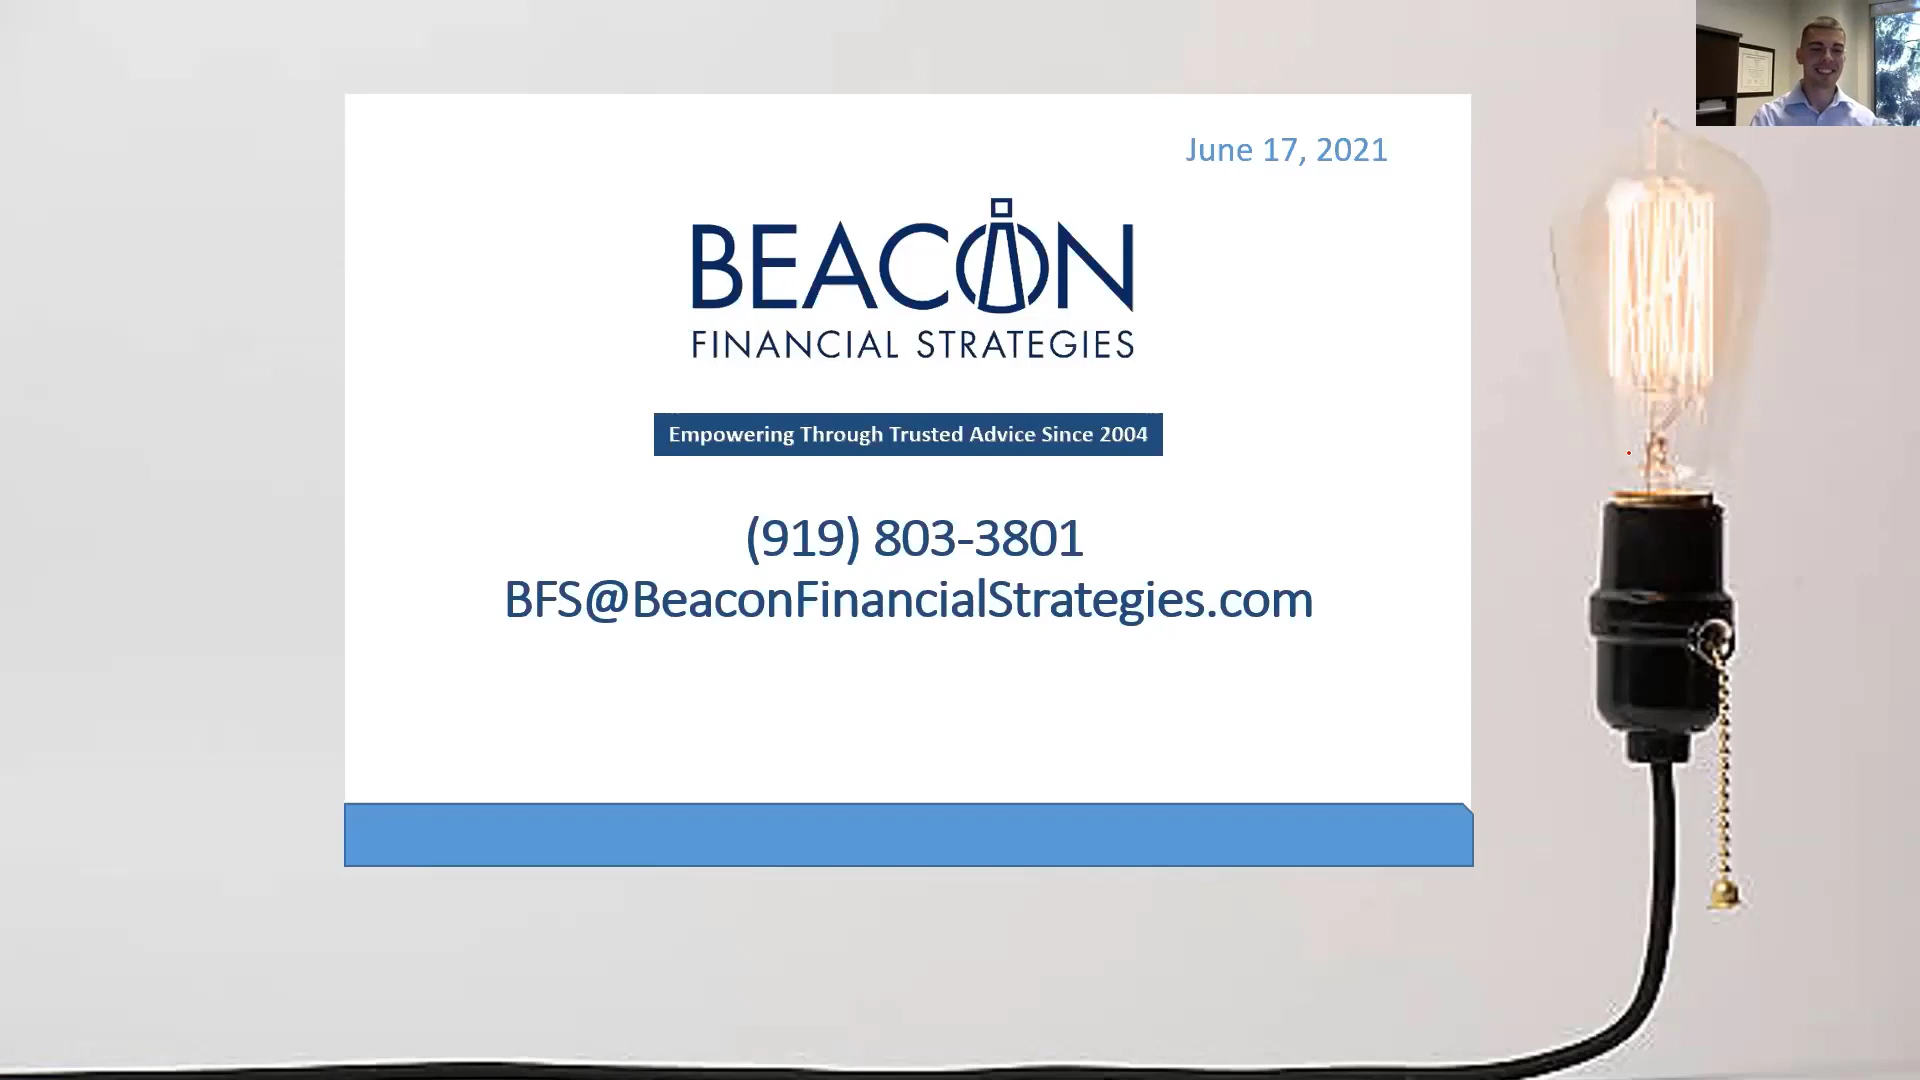 June 17, 2021
BEACON
FINANCIAL STRATEGIES
Empowering Through Trusted Advice Since 2004
(919) 803-3801
BFS@BeaconFinancialStrategies.com